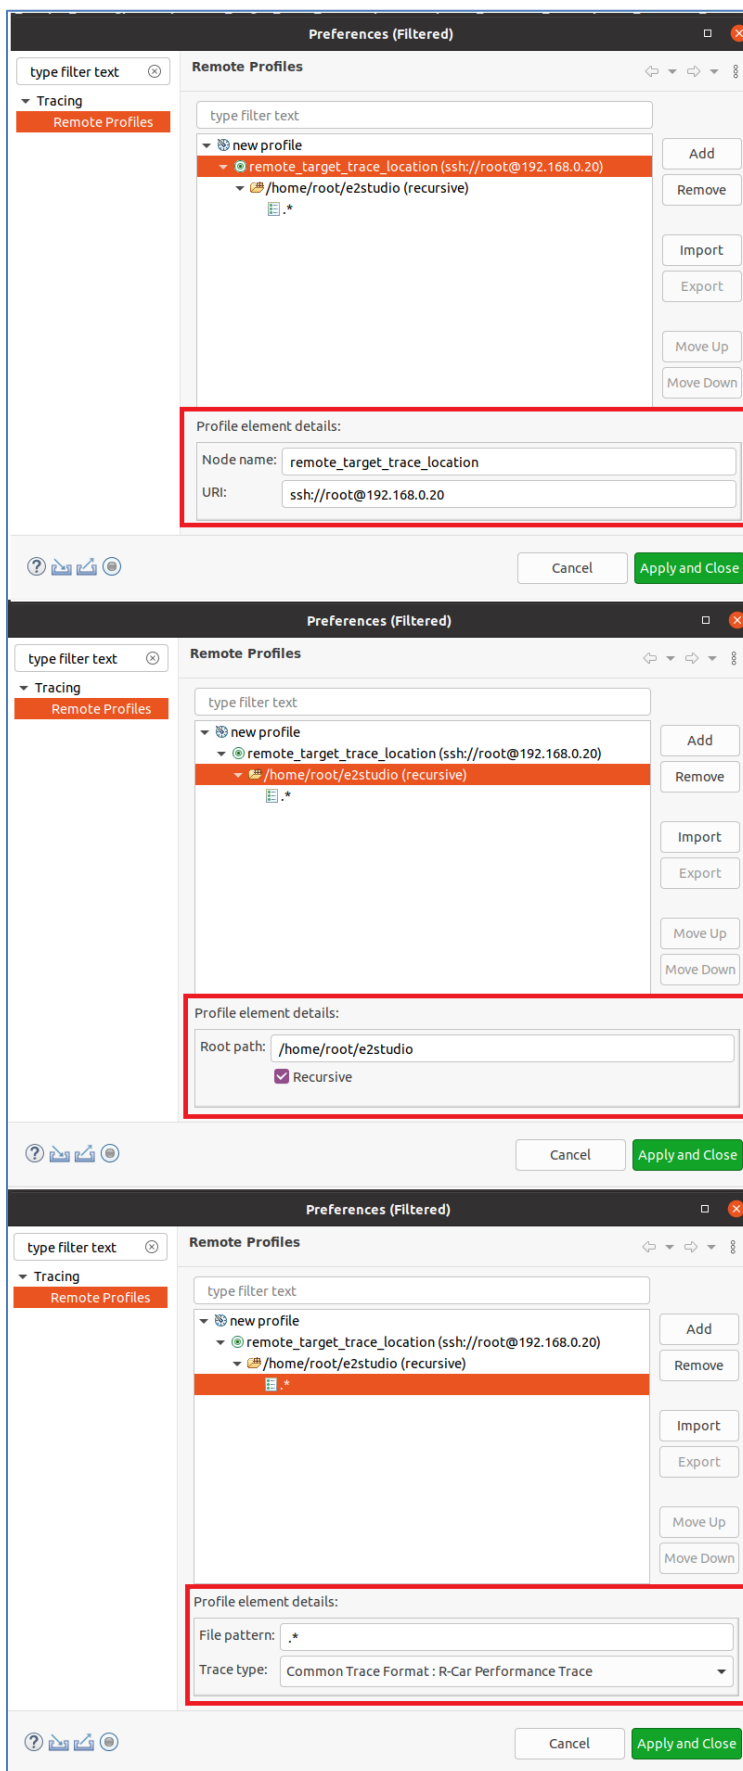 Preferences (Filtered)
type filter text
Remote Profiles
Tracing
Remote Profiles
type filter text
new profile
remote_target_trace_location (ssh://root@192.168.0.20)
/home/root/e2studio (recursive)
.*
Add
Remove
Import
Export
Move Up
Move Down
Profile element details:
Node name: remote_target_trace_location
URI: ssh://root@192.168.0.20
Cancel
Apply and Close
Preferences (Filtered)
type filter text
Remote Profiles
Tracing
Remote Profiles
type filter text
new profile
remote_target_trace_location (ssh://root@192.168.0.20)
/home/root/e2studio (recursive)
.*
Add
Remove
Import
Export
Move Up
Move Down
Profile element details:
Root path: /home/root/e2studio
Recursive
Cancel
Apply and Close
Preferences (Filtered)
type filter text
Remote Profiles
Tracing
Remote Profiles
type filter text
new profile
remote_target_trace_location (ssh://root@192.168.0.20)
/home/root/e2studio (recursive)
.*
Add
Remove
Import
Export
Move Up
Move Down
Profile element details:
File pattern: .*
Trace type: Common Trace Format : R-Car Performance Trace
Cancel
Apply and Close